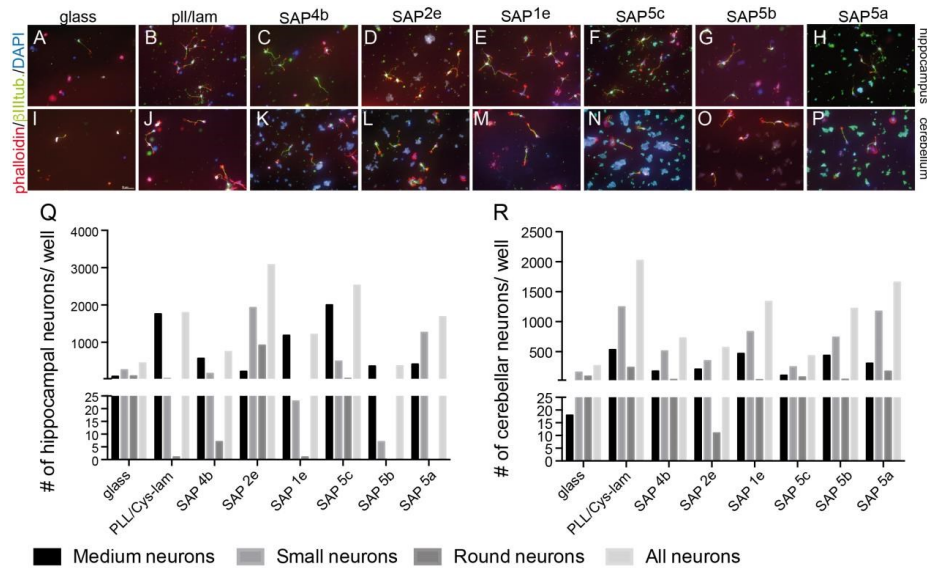 glass pll/lam SAP4b SAP2e SAP1e SAP5c SAP5b SAP5a
A B C D E F G H
hippocampus
phalloidin/βIIItub./DAPI
I J K L M N O P
cerebellum
Q
# of hippocampal neurons/ well
4000
3000
2000
1000
25
20
15
10
5
0
glass PLL/Cys-lam SAP 4b SAP 2e SAP 1e SAP 5c SAP 5b SAP 5a
R
# of cerebellar neurons/ well
2500
2000
1500
1000
500
25
20
15
10
5
0
glass PLL/Cys-lam SAP 4b SAP 2e SAP 1e SAP 5c SAP 5b SAP 5a
Medium neurons Small neurons Round neurons All neurons